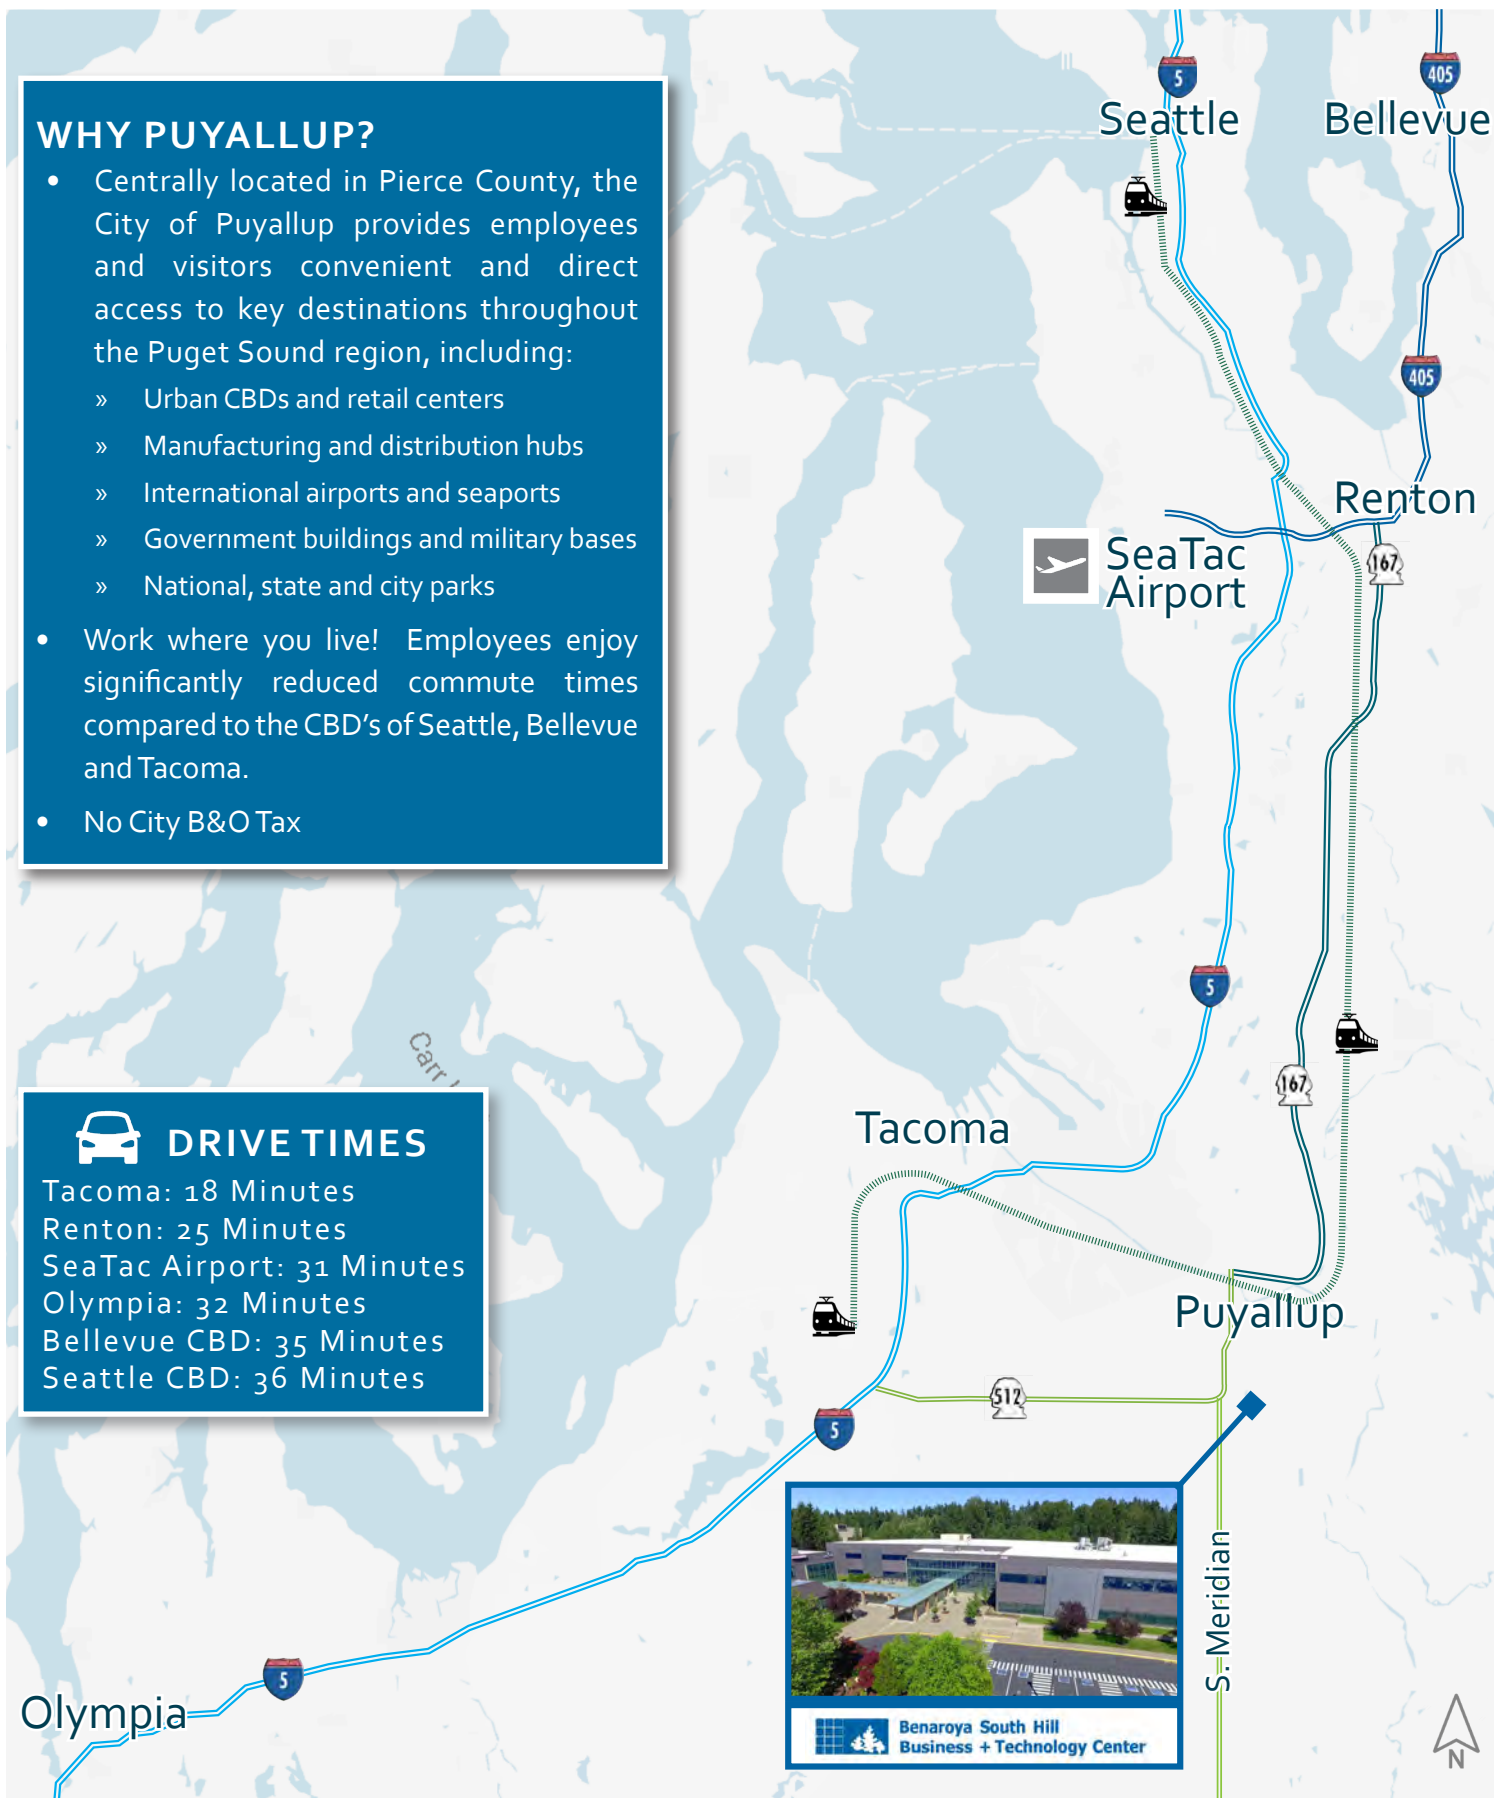 WHY PUYALLUP?
• Centrally located in Pierce County, the
City of Puyallup provides employees
and visitors convenient and direct
access to key destinations throughout
the Puget Sound region, including:
» Urban CBDs and retail centers
» Manufacturing and distribution hubs
» International airports and seaports
» Government buildings and military bases
» National, state and city parks
• Work where you live! Employees enjoy
significantly reduced commute times
compared to the CBD's of Seattle, Bellevue
and Tacoma.
• No City B&O Tax
5
405
Seattle
Bellevue
405
Renton
SeaTac
Airport
167
5
Carr
167
DRIVE TIMES
Tacoma: 18 Minutes
Renton: 25 Minutes
SeaTac Airport: 31 Minutes
Olympia: 32 Minutes
Bellevue CBD: 35 Minutes
Seattle CBD: 36 Minutes
Tacoma
Puyallup
512
5
S. Meridian
5
Olympia
Benaroya South Hill
Business + Technology Center
N